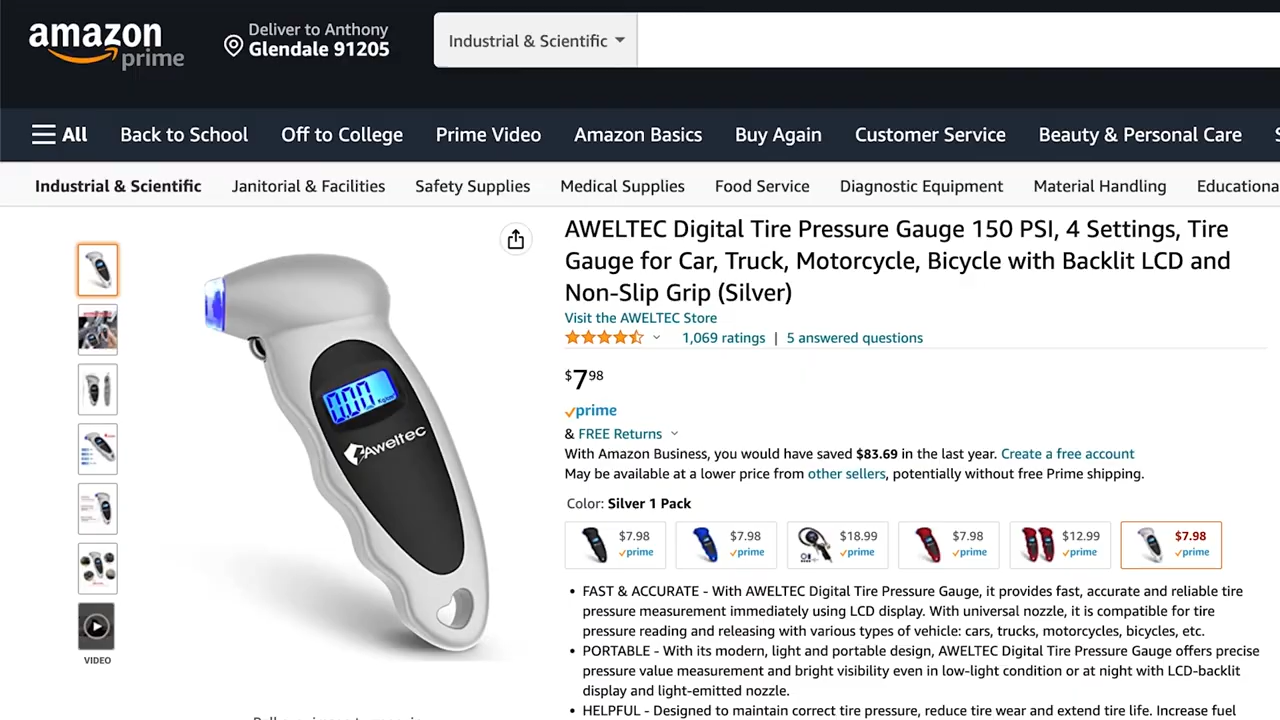 amazon
prime
Deliver to Anthony
Glendale 91205
Industrial & Scientific
All
Back to School
Off to College
Prime Video
Amazon Basics
Buy Again
Customer Service
Beauty & Personal Care
S
Industrial & Scientific
Janitorial & Facilities
Safety Supplies
Medical Supplies
Food Service
Diagnostic Equipment
Material Handling
Educationa
0.00 Kg/cm²
Aweltec
VIDEO
AWELTEC Digital Tire Pressure Gauge 150 PSI, 4 Settings, Tire
Gauge for Car, Truck, Motorcycle, Bicycle with Backlit LCD and
Non-Slip Grip (Silver)
Visit the AWELTEC Store
1,069 ratings | 5 answered questions
$7 98
prime
& FREE Returns
With Amazon Business, you would have saved $83.69 in the last year. Create a free account
May be available at a lower price from other sellers, potentially without free Prime shipping.
Color: Silver 1 Pack
$7.98
prime
$7.98
prime
$18.99
prime
$7.98
prime
$12.99
prime
$7.98
prime
• FAST & ACCURATE - With AWELTEC Digital Tire Pressure Gauge, it provides fast, accurate and reliable tire
pressure measurement immediately using LCD display. With universal nozzle, it is compatible for tire
pressure reading and releasing with various types of vehicle: cars, trucks, motorcycles, bicycles, etc.
• PORTABLE - With its modern, light and portable design, AWELTEC Digital Tire Pressure Gauge offers precise
pressure value measurement and bright visibility even in low-light condition or at night with LCD-backlit
display and light-emitted nozzle.
• HELPFUL - Designed to maintain correct tire pressure, reduce tire wear and extend tire life. Increase fuel